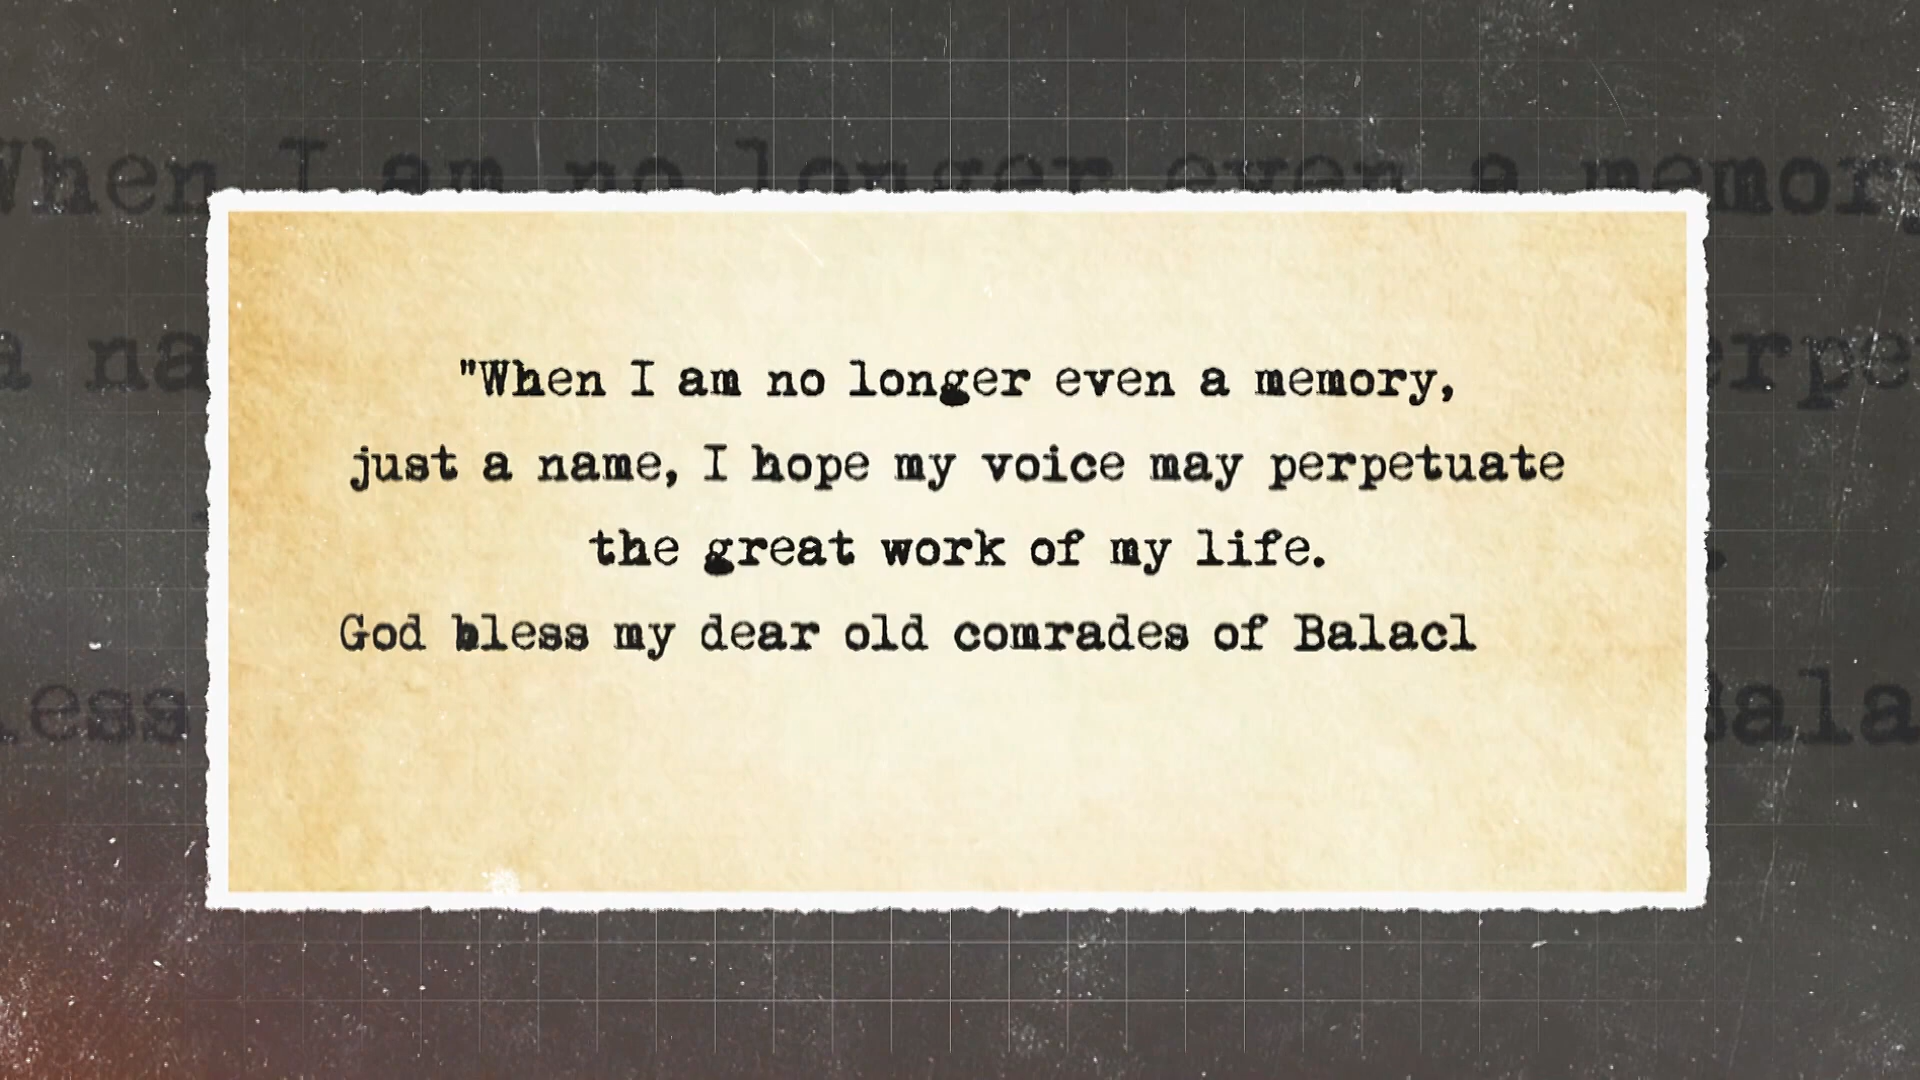 "When I am no longer even a memory,
just a name, I hope my voice may perpetuate
the great work of my life.
God bless my dear old comrades of Balacl